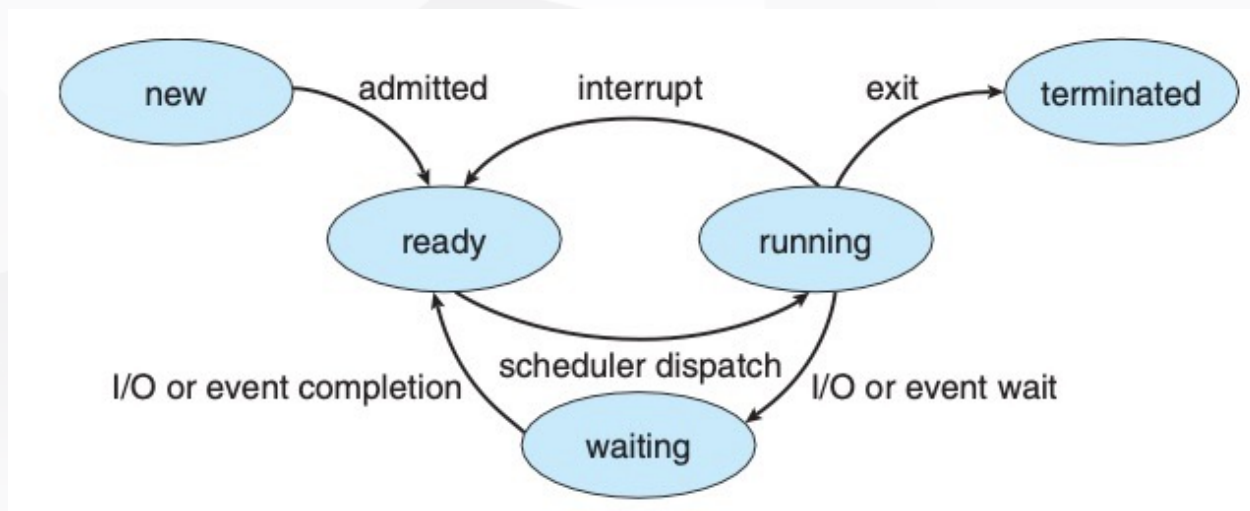 admitted
interrupt
exit
new
terminated
ready
running
scheduler dispatch
I/O or event completion
I/O or event wait
waiting